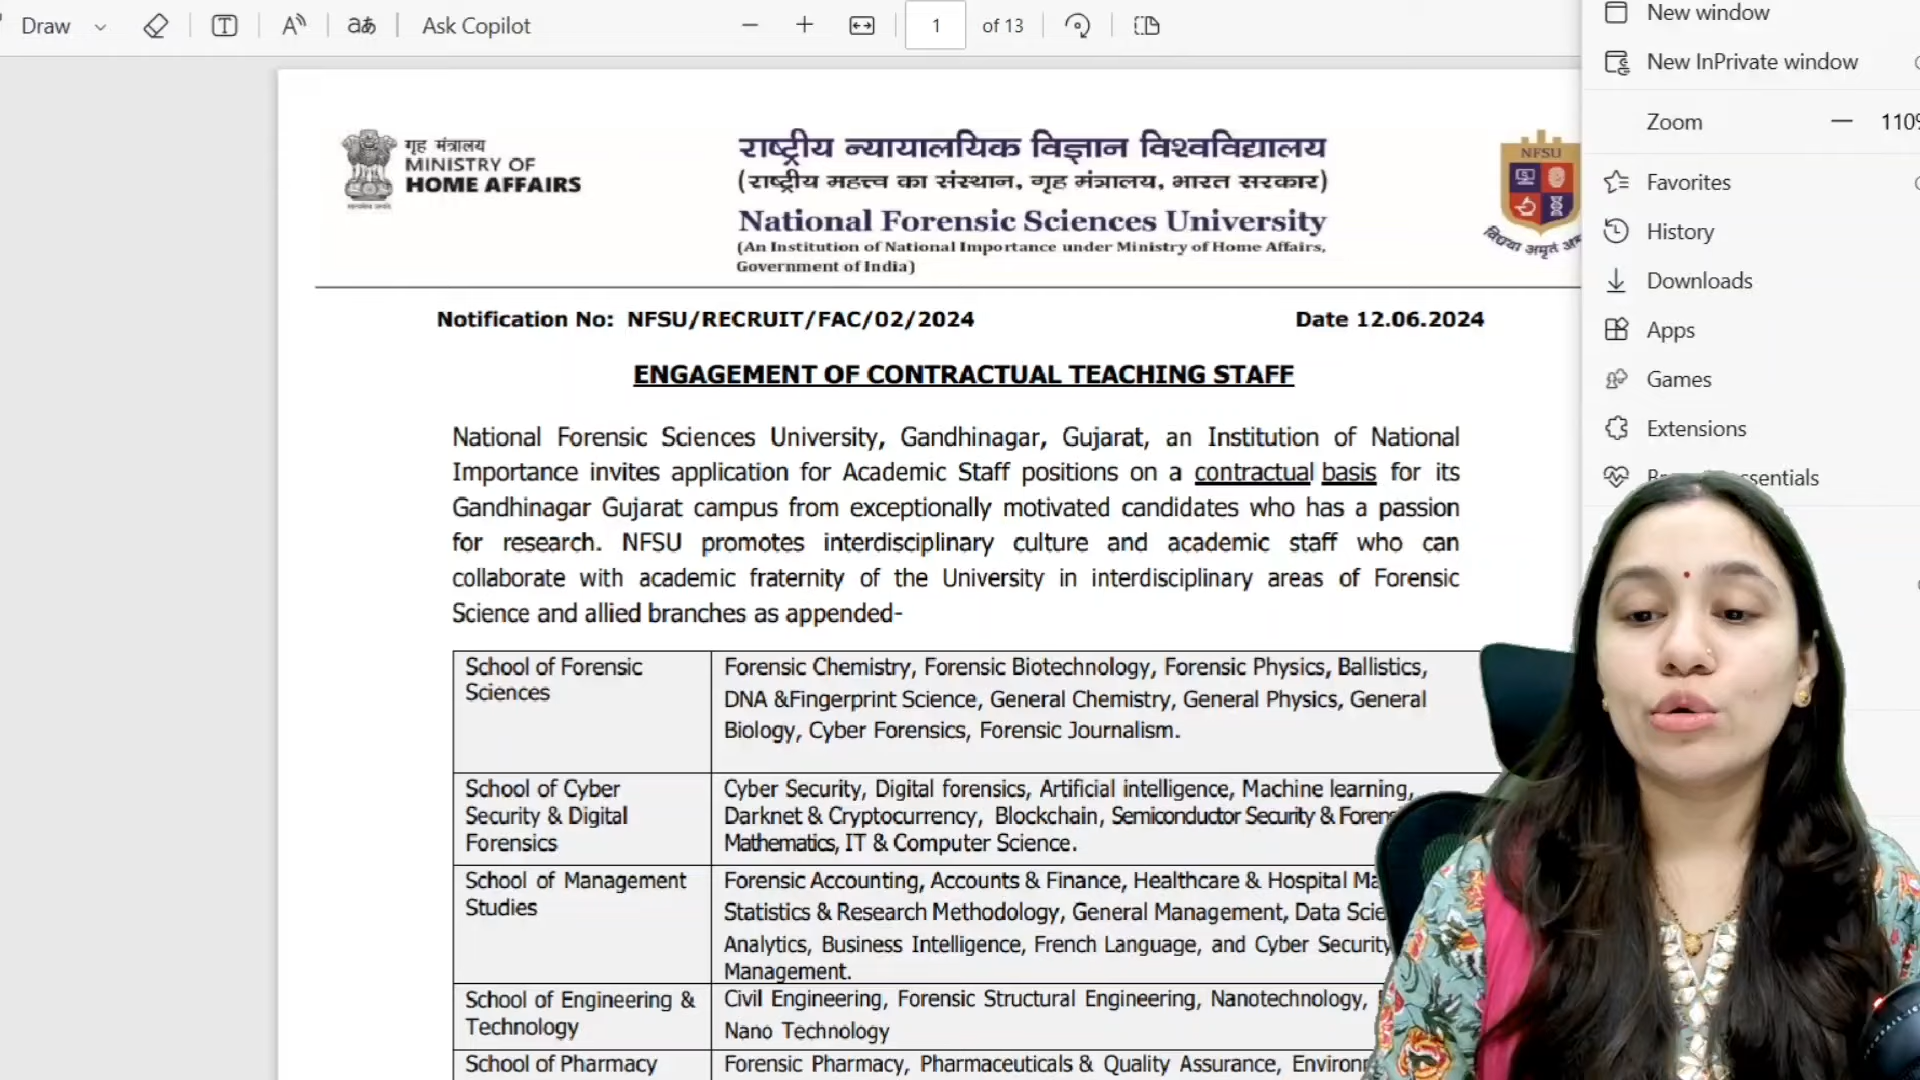 Draw
Ask Copilot
1 of 13
New window
New InPrivate window
Zoom
Favorites
History
Downloads
Apps
Games
Extensions
गृह मंत्रालय
MINISTRY OF
HOME AFFAIRS
राष्ट्रीय न्यायालयिक विज्ञान विश्वविद्यालय
(राष्ट्रीय महत्त्व का संस्थान, गृह मंत्रालय, भारत सरकार)
National Forensic Sciences University
(An Institution of National Importance under Ministry of Home Affairs,
Government of India)
NFSU
विद्यया अमृतं
Notification No: NFSU/RECRUIT/FAC/02/2024 Date 12.06.2024
ENGAGEMENT OF CONTRACTUAL TEACHING STAFF
National Forensic Sciences University, Gandhinagar, Gujarat, an Institution of National
Importance invites application for Academic Staff positions on a contractual basis for its
Gandhinagar Gujarat campus from exceptionally motivated candidates who has a passion
for research. NFSU promotes interdisciplinary culture and academic staff who can
collaborate with academic fraternity of the University in interdisciplinary areas of Forensic
Science and allied branches as appended-
School of Forensic
Sciences
Forensic Chemistry, Forensic Biotechnology, Forensic Physics, Ballistics,
DNA &Fingerprint Science, General Chemistry, General Physics, General
Biology, Cyber Forensics, Forensic Journalism.
School of Cyber
Security & Digital
Forensics
Cyber Security, Digital forensics, Artificial intelligence, Machine learning,
Darknet & Cryptocurrency, Blockchain, Semiconductor Security &
Mathematics, IT & Computer Science.
School of Management
Studies
Forensic Accounting, Accounts & Finance, Healthcare & Hospital
Statistics & Research Methodology, General Management, Data
Analytics, Business Intelligence, French Language, and Cyber Security
Management.
School of Engineering &
Technology
Civil Engineering, Forensic Structural Engineering, Nanotechnology,
Nano Technology
School of Pharmacy
Forensic Pharmacy, Pharmaceuticals & Quality Assurance,